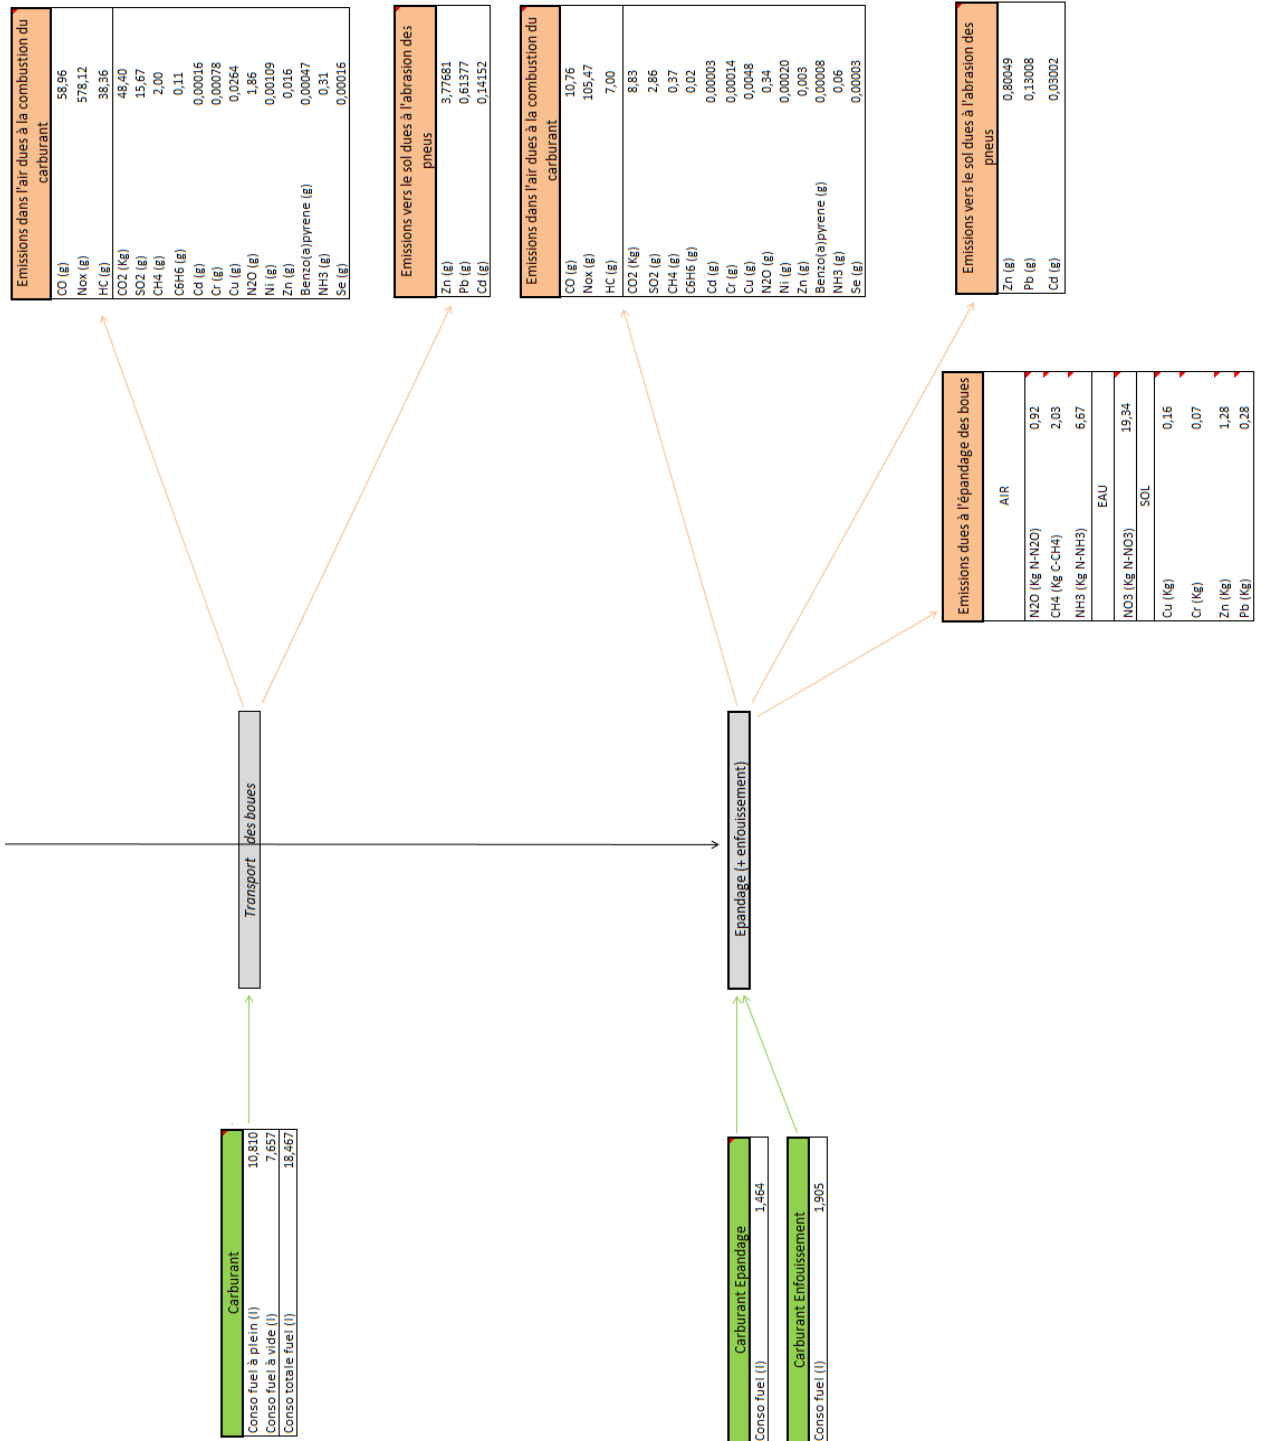 Emissions dans l'air dues à la combustion du
carburant
CO (g) 58,96
Nox (g) 578,12
HC (g) 38,36
CO2 (Kg) 48,40
SO2 (g) 15,67
CH4 (g) 2,00
C6H6 (g) 0,11
Cd (g) 0,00016
Cr (g) 0,00078
Cu (g) 0,0264
N2O (g) 1,86
Ni (g) 0,00109
Zn (g) 0,016
Benzo(a)pyrene (g) 0,00047
NH3 (g) 0,31
Se (g) 0,00016
Emissions vers le sol dues à l'abrasion des
pneus
Zn (g) 3,77681
Pb (g) 0,61377
Cd (g) 0,14152
Carburant
Conso fuel à plein (l) 10,810
Conso fuel à vide (l) 7,657
Conso totale fuel (l) 18,467
Transport des boues
Emissions dans l'air dues à la combustion du
carburant
CO (g) 10,76
Nox (g) 105,47
HC (g) 7,00
CO2 (Kg) 8,83
SO2 (g) 2,86
CH4 (g) 0,37
C6H6 (g) 0,02
Cd (g) 0,00003
Cr (g) 0,00014
Cu (g) 0,0048
N2O (g) 0,34
Ni (g) 0,00020
Zn (g) 0,003
Benzo(a)pyrene (g) 0,00008
NH3 (g) 0,06
Se (g) 0,00003
Carburant Epandage
Conso fuel (l) 1,464
Carburant Enfouissement
Conso fuel (l) 1,905
Epandage (+ enfouissement)
Emissions vers le sol dues à l'abrasion des
pneus
Zn (g) 0,80049
Pb (g) 0,13008
Cd (g) 0,03002
Emissions dues à l'épandage des boues
AIR
N2O (Kg N-N2O) 0,92
CH4 (Kg C-CH4) 2,03
NH3 (Kg N-NH3) 6,67
EAU
NO3 (Kg N-NO3) 19,34
SOL
Cu (Kg) 0,16
Cr (Kg) 0,07
Zn (Kg) 1,28
Pb (Kg) 0,28